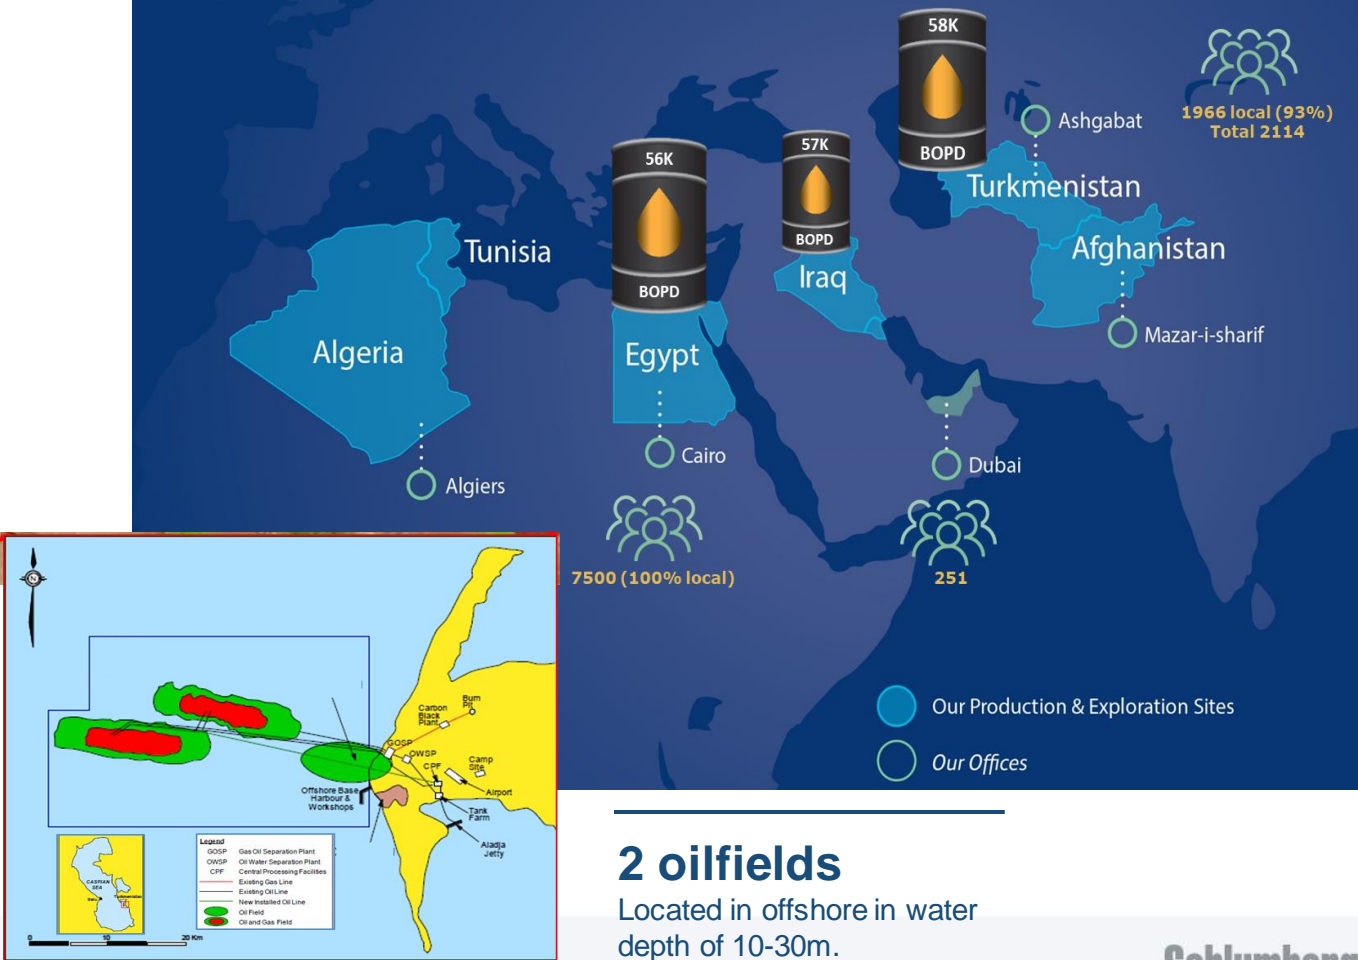 58K
BOPD
1966 local (93%)
Total 2114
Ashgabat
57K
BOPD
56K
BOPD
Turkmenistan
Tunisia
Afghanistan
Iraq
Algeria
Egypt
Mazar-i-sharif
Cairo
Dubai
Algiers
7500 (100% local)
251
Our Production & Exploration Sites
Our Offices
N
Burn
Pit
Carbon
Black
Plant
GOSP
OWSP
CPF
Camp
Site
Airport
Offshore Base
Harbour &
Workshops
Tank
Farm
Aladja
Jetty
CASPIAN
SEA
Legend
GOSP Gas Oil Separation Plant
OWSP Oil Water Separation Plant
CPF Central Processing Facilities
Existing Gas Line
Existing Oil Line
New Installed Oil Line
Oil Field
Oil and Gas Field
0 10 20 Km
2 oilfields
Located in offshore in water
depth of 10-30m.